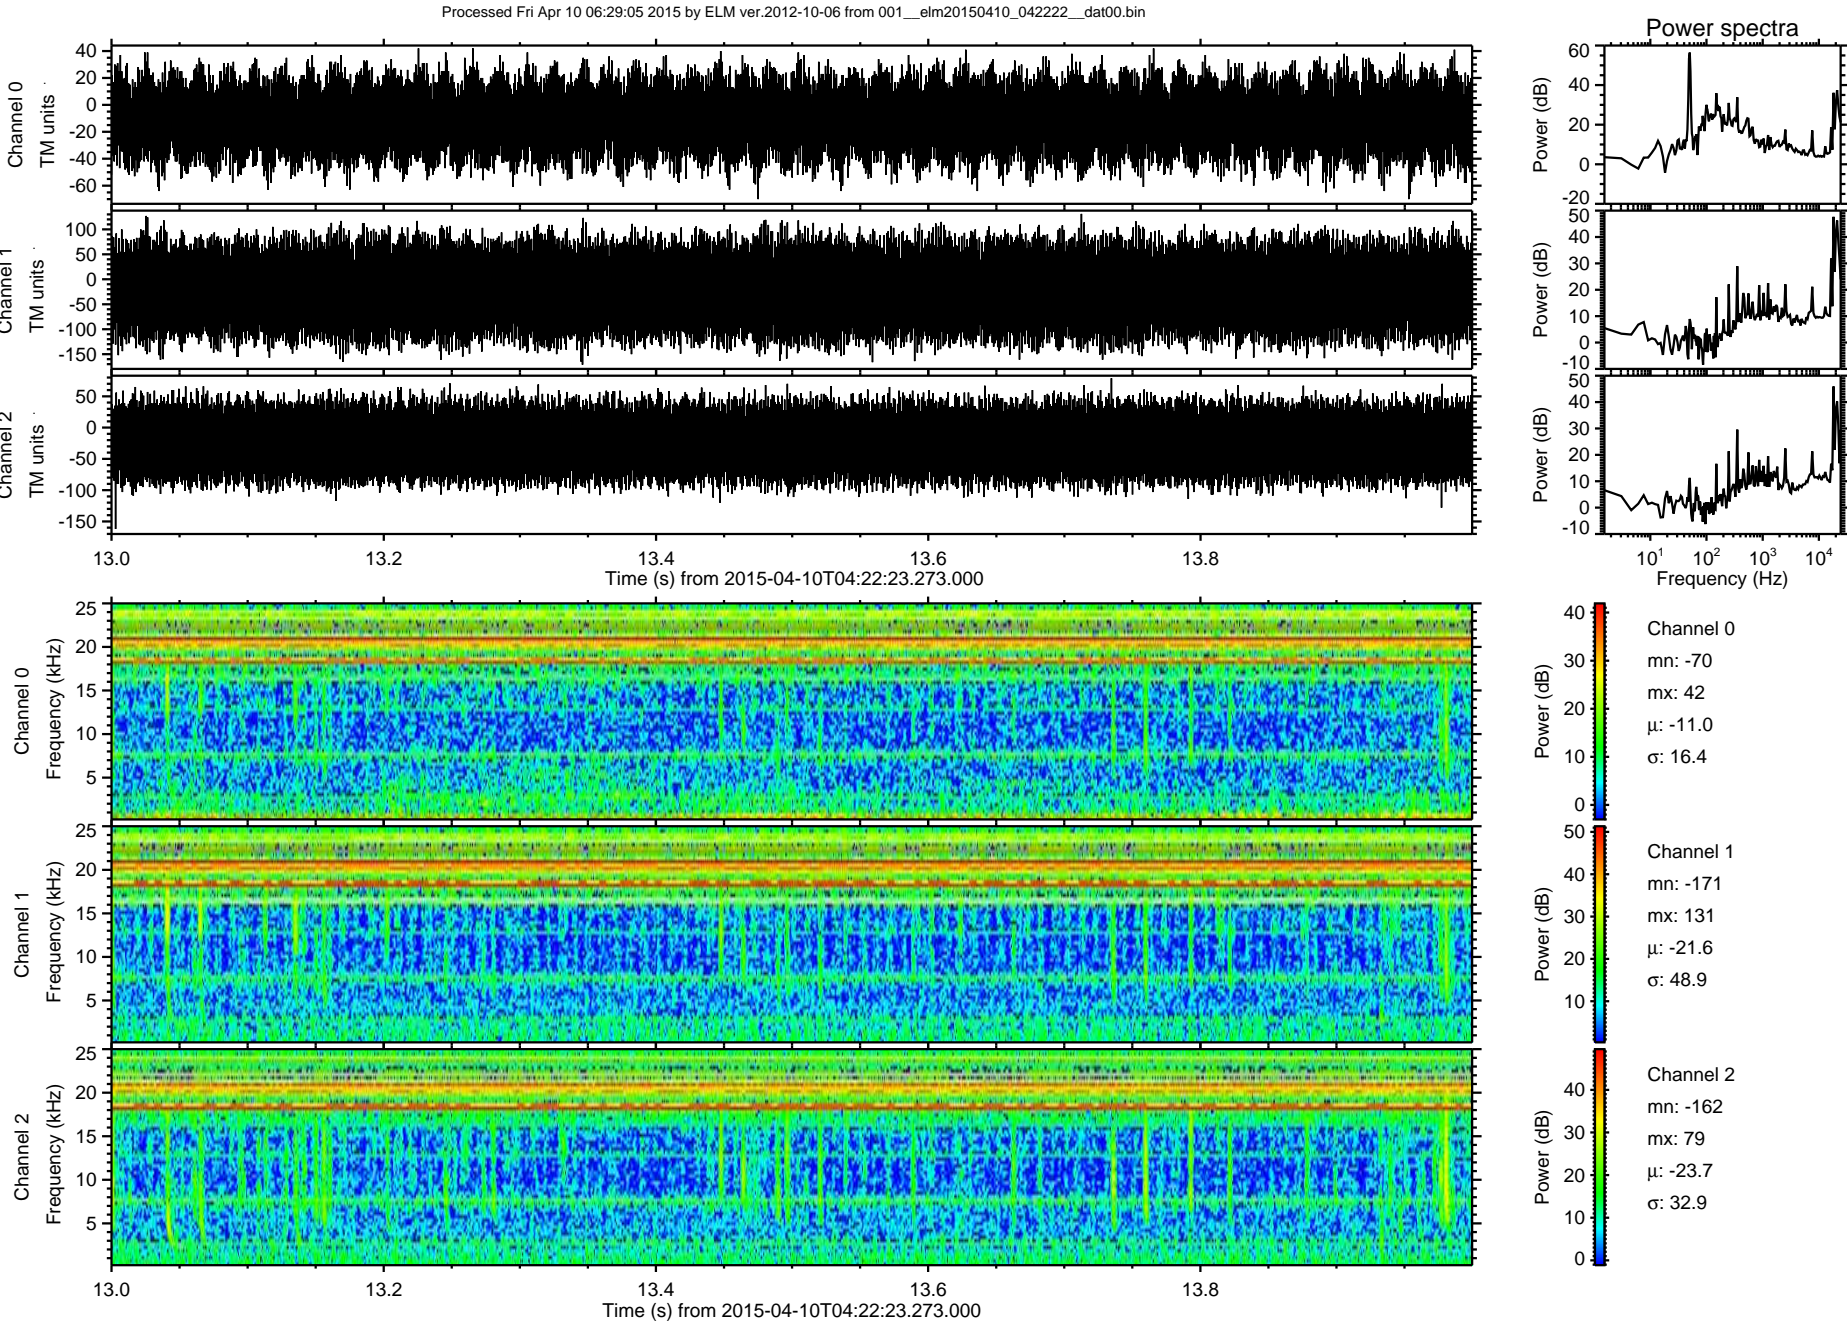 Processed Fri Apr 10 06:29:05 2015 by ELM ver.2012-10-06 from 001__elm20150410_042222__dat00.bin
Power spectra
Channel 0
TM units
40
20
0
-20
-40
-60
Power (dB)
60
40
20
0
-20
Channel 1
TM units
100
50
0
-50
-100
-150
Power (dB)
50
40
30
20
10
0
-10
Channel 2
TM units
50
0
-50
-100
-150
Power (dB)
50
40
30
20
10
0
-10
13.0 13.2 13.4 13.6 13.8
Time (s) from 2015-04-10T04:22:23.273.000
10^1 10^2 10^3 10^4
Frequency (Hz)
Channel 0
Frequency (kHz)
25
20
15
10
5
Power (dB)
40
30
20
10
0
Channel 0
mn: -70
mx: 42
μ: -11.0
σ: 16.4
Channel 1
Frequency (kHz)
25
20
15
10
5
Power (dB)
50
40
30
20
10
Channel 1
mn: -171
mx: 131
μ: -21.6
σ: 48.9
Channel 2
Frequency (kHz)
25
20
15
10
5
Power (dB)
40
30
20
10
0
Channel 2
mn: -162
mx: 79
μ: -23.7
σ: 32.9
13.0 13.2 13.4 13.6 13.8
Time (s) from 2015-04-10T04:22:23.273.000